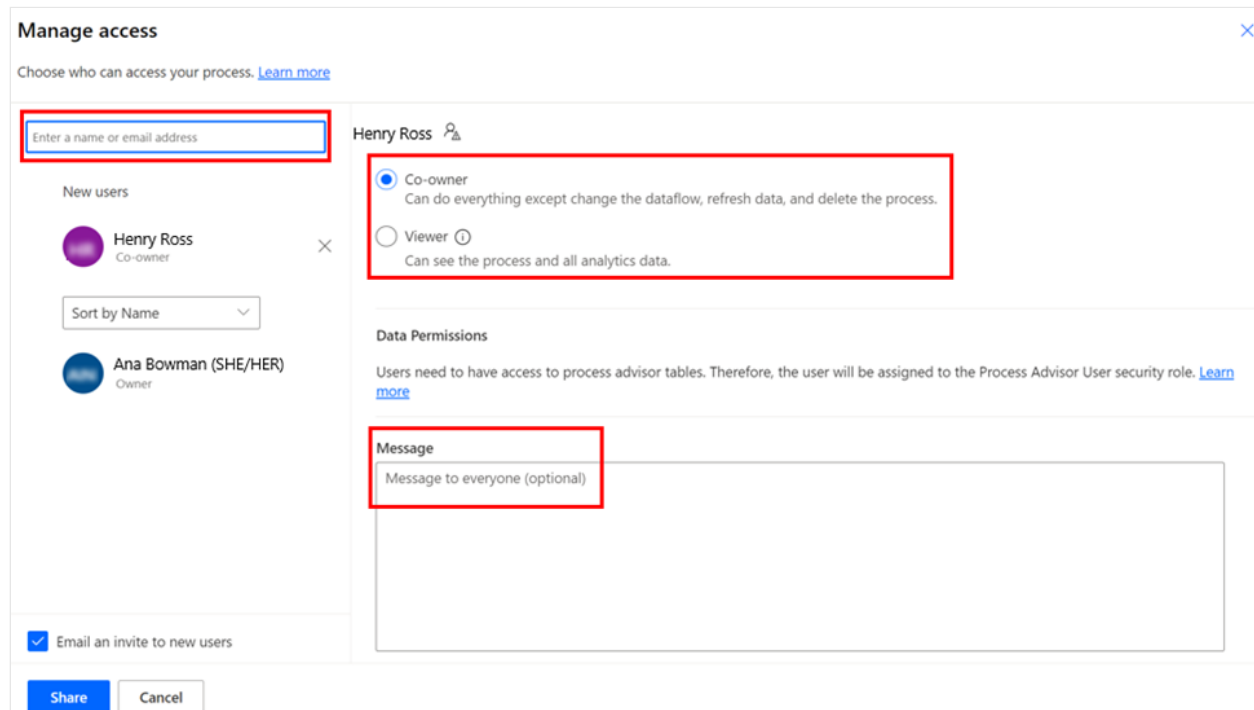 Manage access
Choose who can access your process. Learn more
Enter a name or email address
New users
Henry Ross
Co-owner
Sort by Name
Ana Bowman (SHE/HER)
Owner
Email an invite to new users
Share
Cancel
Henry Ross
Co-owner
Can do everything except change the dataflow, refresh data, and delete the process.
Viewer
Can see the process and all analytics data.
Data Permissions
Users need to have access to process advisor tables. Therefore, the user will be assigned to the Process Advisor User security role. Learn
more
Message
Message to everyone (optional)